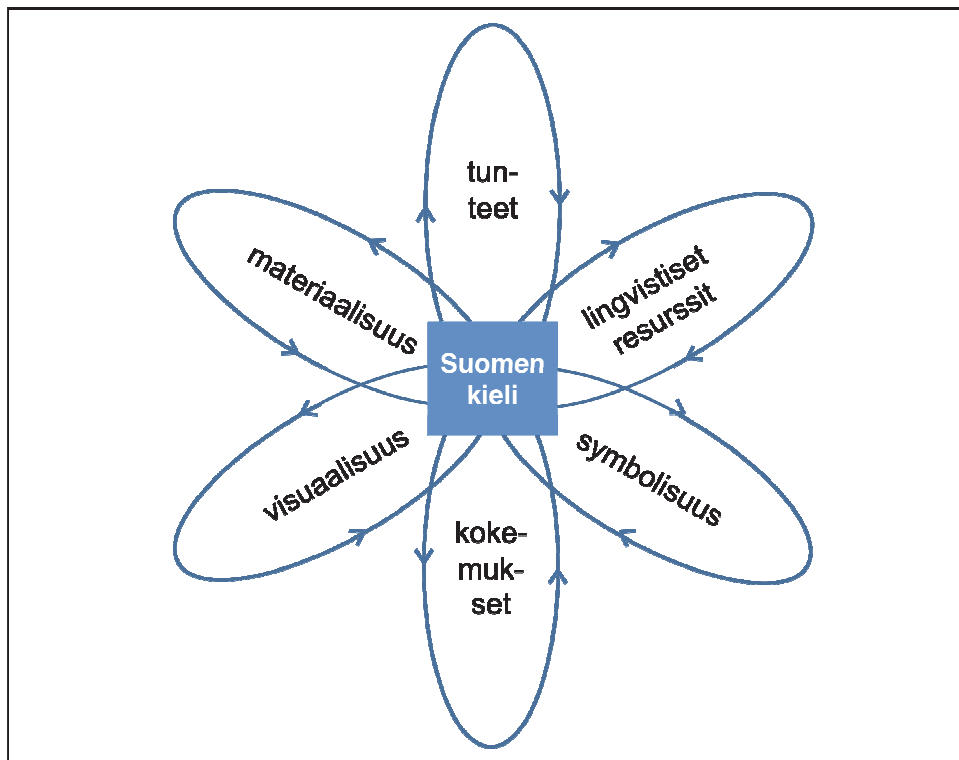 tun-
teet
materiaalisuus
lingvistiset
resurssit
Suomen
kieli
visuaalisuus
symbolisuus
koke-
muk-
set